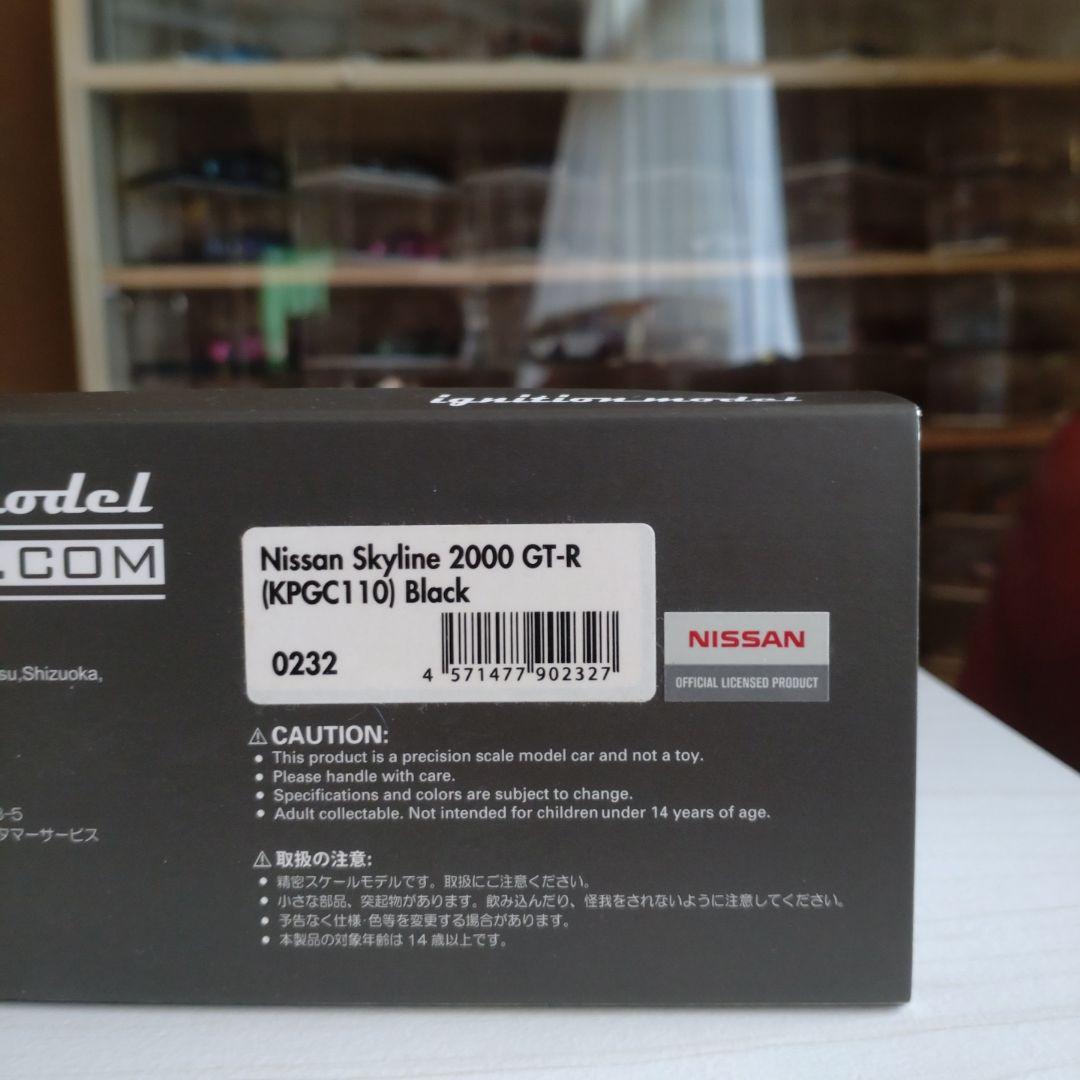 ignition model
odel
.COM
Nissan Skyline 2000 GT-R
(KPGC110) Black
0232
4 571477 902327
NISSAN
OFFICIAL LICENSED PRODUCT
su,Shizuoka,
⚠CAUTION:
• This product is a precision scale model car and not a toy.
• Please handle with care.
• Specifications and colors are subject to change.
• Adult collectable. Not intended for children under 14 years of age.
3-5
タマーサービス
⚠取扱の注意:
• 精密スケールモデルです。取扱にご注意ください。
• 小さな部品、突起物があります。飲み込んだり、怪我をされないように注意してください。
• 予告なく仕様・色等を変更する場合があります。
• 本製品の対象年齢は 14 歳以上です。